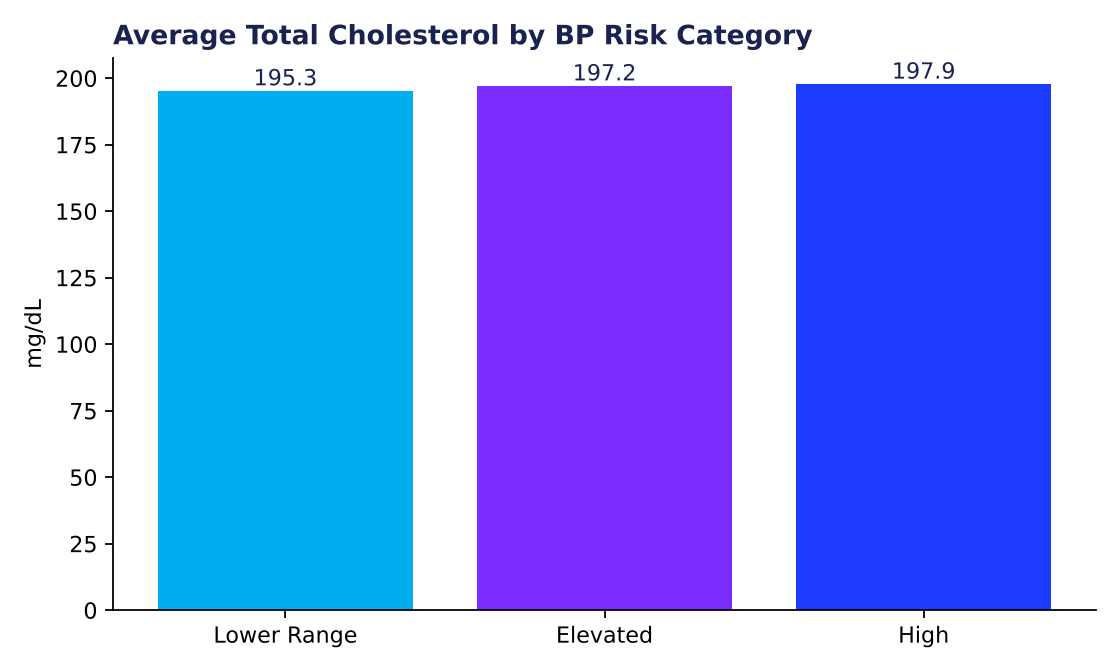 Average Total Cholesterol by BP Risk Category
195.3 197.2 197.9
200
175
150
125
100
75
50
25
0
mg/dL
Lower Range Elevated High